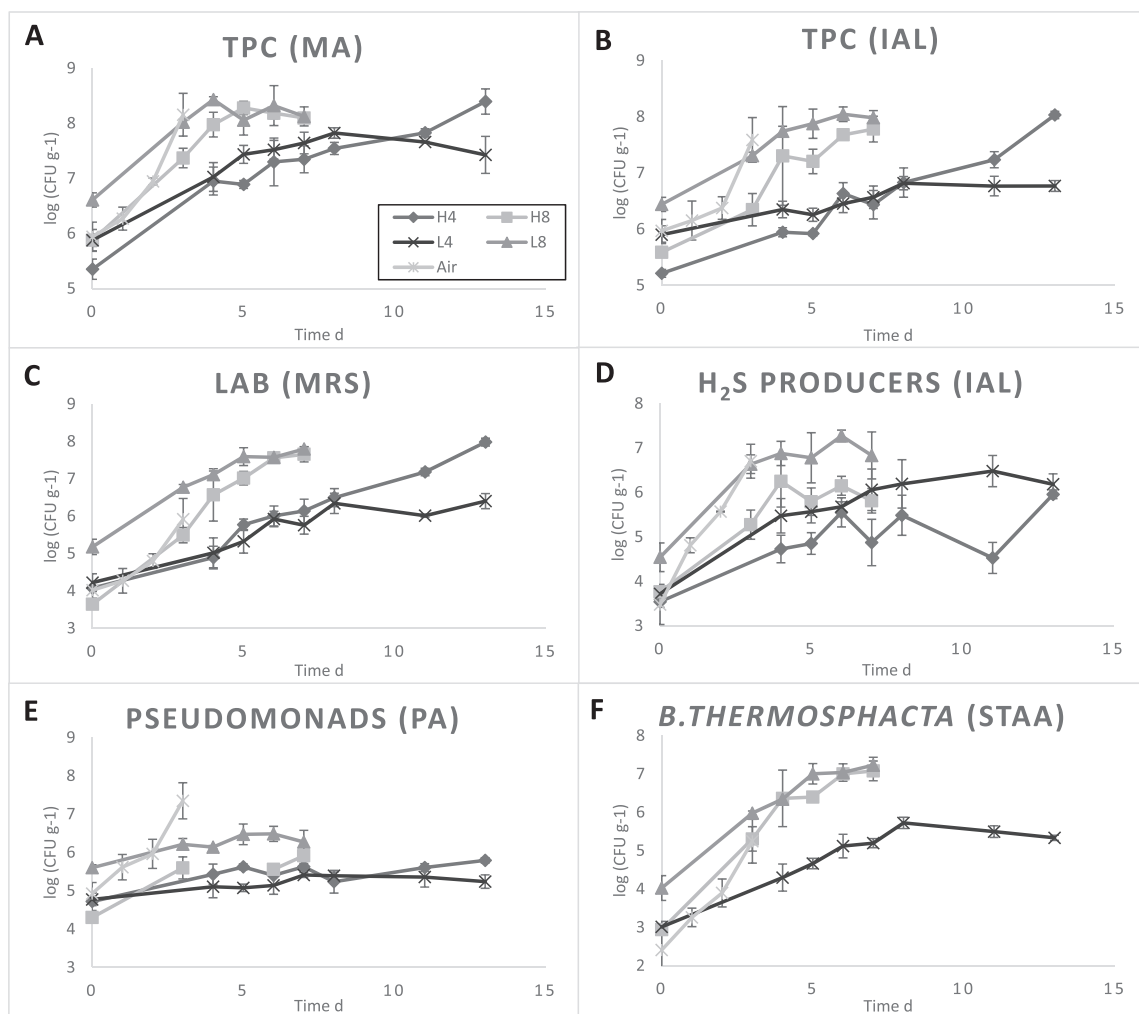 A
TPC (MA)
9
8
7
6
5
log (CFU g-1)
0
5
10
15
Time d
H4
H8
L4
L8
Air
B
TPC (IAL)
9
8
7
6
5
log (CFU g-1)
0
5
10
15
Time d
C
LAB (MRS)
9
8
7
6
5
4
3
log (CFU g-1)
0
5
10
15
Time d
D
H₂S PRODUCERS (IAL)
8
7
6
5
4
3
log (CFU g-1)
0
5
10
15
Time d
E
PSEUDOMONADS (PA)
9
8
7
6
5
4
3
log (CFU g-1)
0
5
10
15
Time d
F
B.THERMOSPHACTA (STAA)
8
7
6
5
4
3
2
log (CFU g-1)
0
5
10
15
Time d